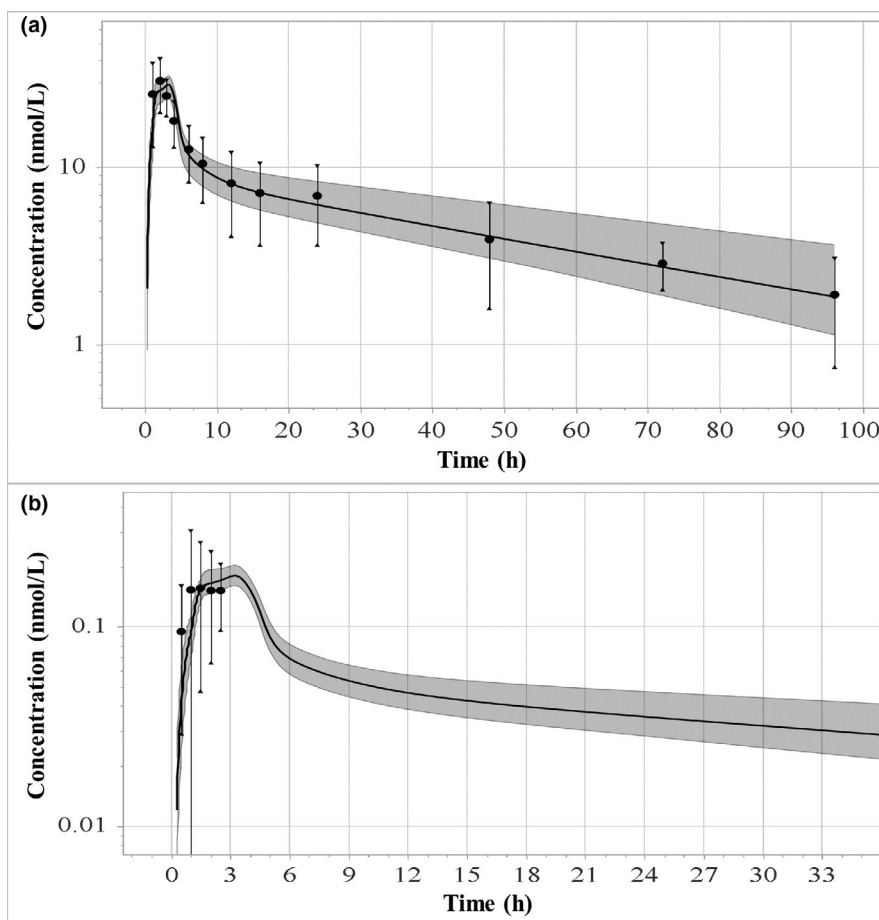 (a)
Concentration (nmol/L)
10
1
0 10 20 30 40 50 60 70 80 90 100
Time (h)
(b)
Concentration (nmol/L)
0.1
0.01
0 3 6 9 12 15 18 21 24 27 30 33
Time (h)